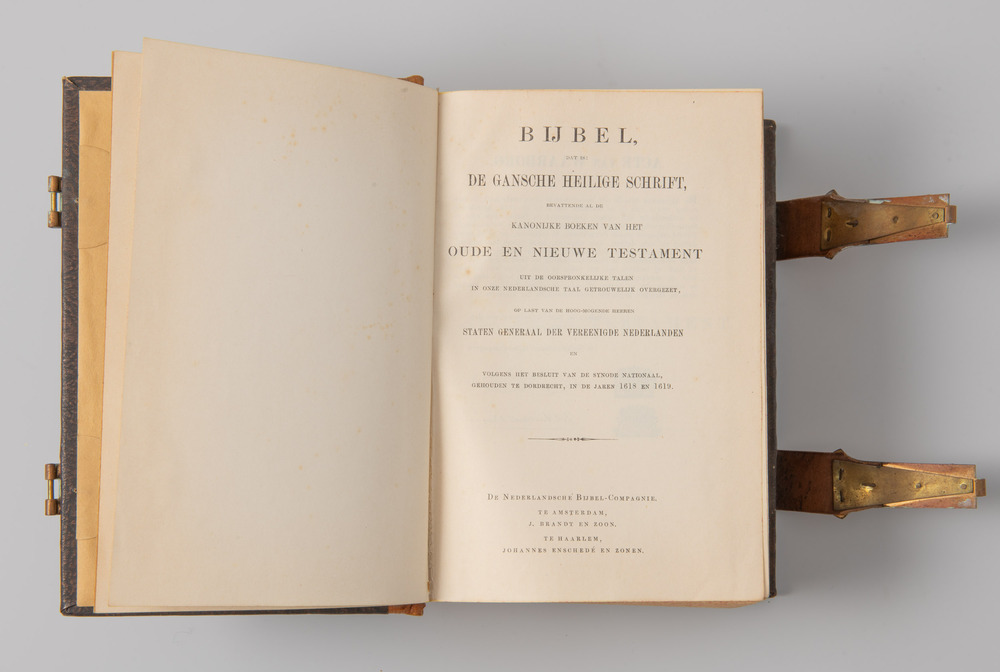 BIJBEL,
DAT IS:
DE GANSCHE HEILIGE SCHRIFT,
BEVATTENDE AL DE
KANONIJKE BOEKEN VAN HET
OUDE EN NIEUWE TESTAMENT
UIT DE OORSPRONKELIJKE TALEN
IN ONZE NEDERLANDSCHE TAAL GETROUWELIJK OVERGEZET,
OP LAST VAN DE HOOG-MOGENDE HEEREN
STATEN GENERAAL DER VEREENIGDE NEDERLANDEN
EN
VOLGENS HET BESLUIT VAN DE SYNODE NATIONAAL,
GEHOUDEN TE DORDRECHT, IN DE JAREN 1618 EN 1619.
DE NEDERLANDSCHE BIJBEL-COMPAGNIE.
TE AMSTERDAM,
J. BRANDT EN ZOON.
TE HAARLEM,
JOHANNES ENSCHEDÉ EN ZONEN.